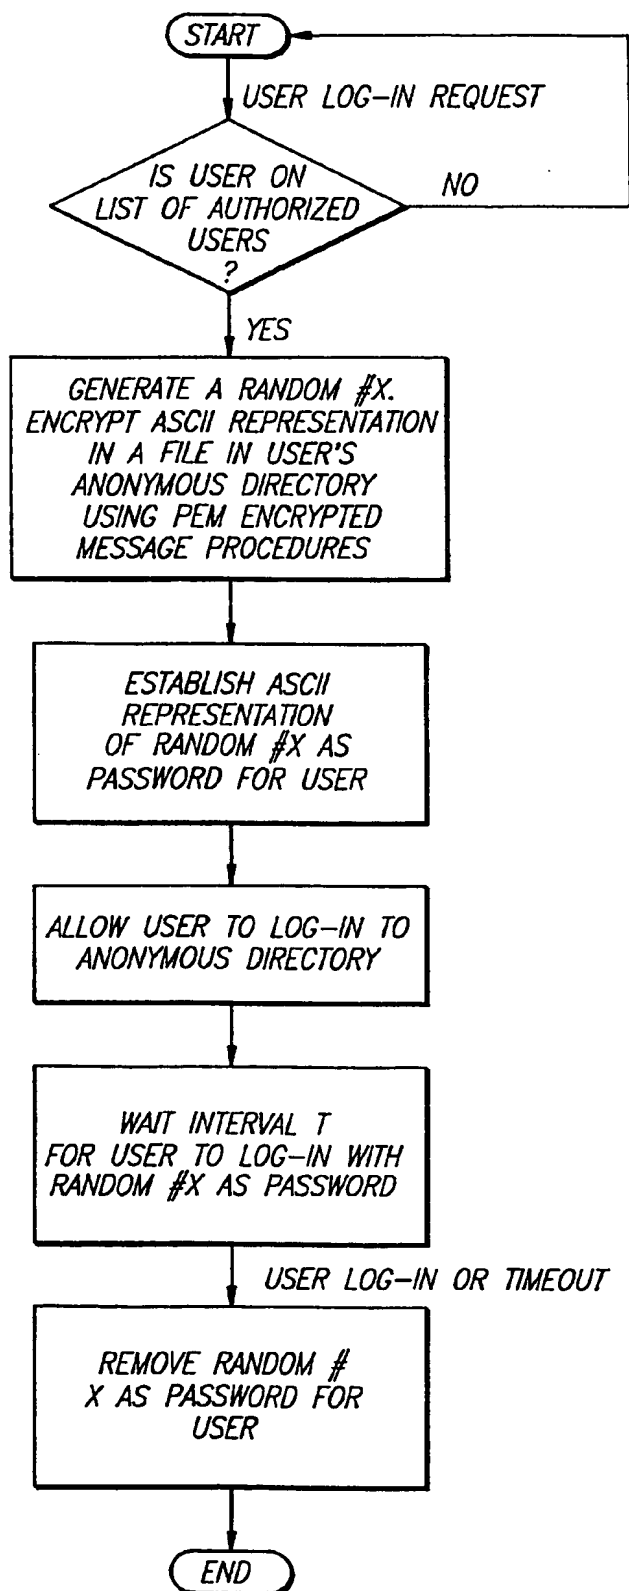 START
USER LOG-IN REQUEST
IS USER ON
LIST OF AUTHORIZED
USERS
?
NO
YES
GENERATE A RANDOM #X.
ENCRYPT ASCII REPRESENTATION
IN A FILE IN USER'S
ANONYMOUS DIRECTORY
USING PEM ENCRYPTED
MESSAGE PROCEDURES
ESTABLISH ASCII
REPRESENTATION
OF RANDOM #X AS
PASSWORD FOR USER
ALLOW USER TO LOG-IN TO
ANONYMOUS DIRECTORY
WAIT INTERVAL T
FOR USER TO LOG-IN WITH
RANDOM #X AS PASSWORD
USER LOG-IN OR TIMEOUT
REMOVE RANDOM #
X AS PASSWORD FOR
USER
END